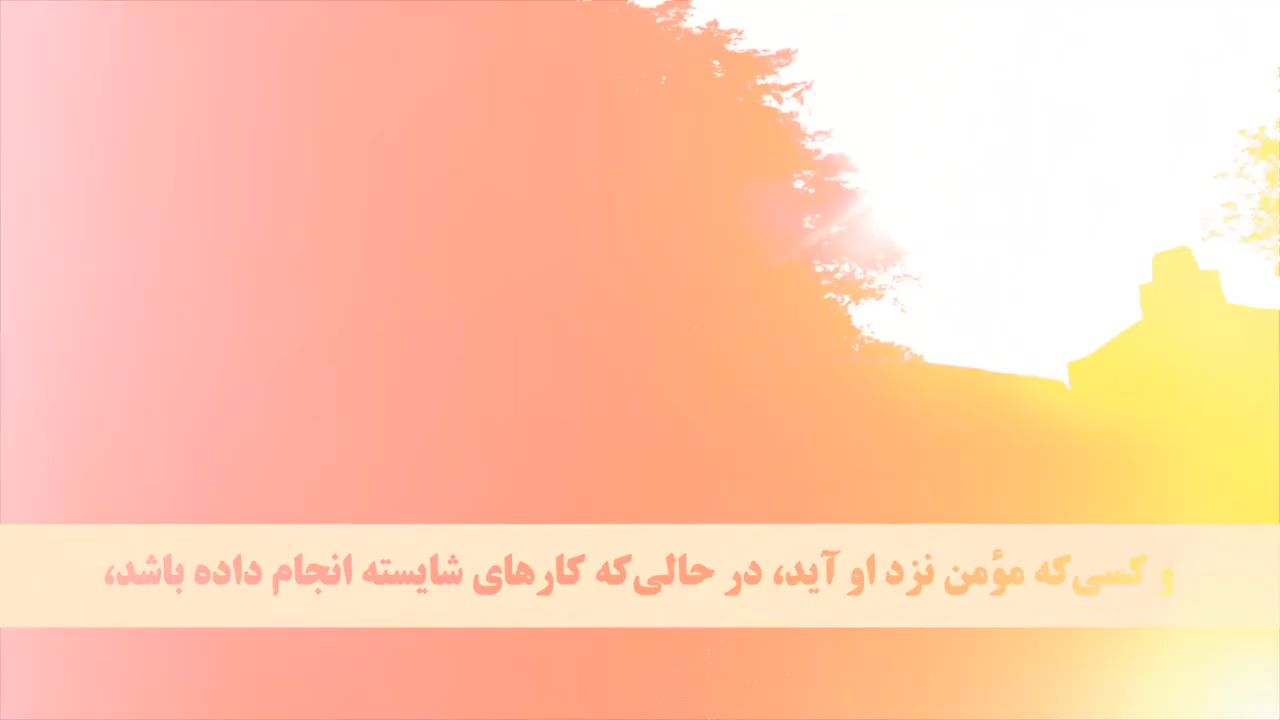 و کسی‌که مؤمن نزد او آید، در حالی‌که کارهای شایسته انجام داده باشد،